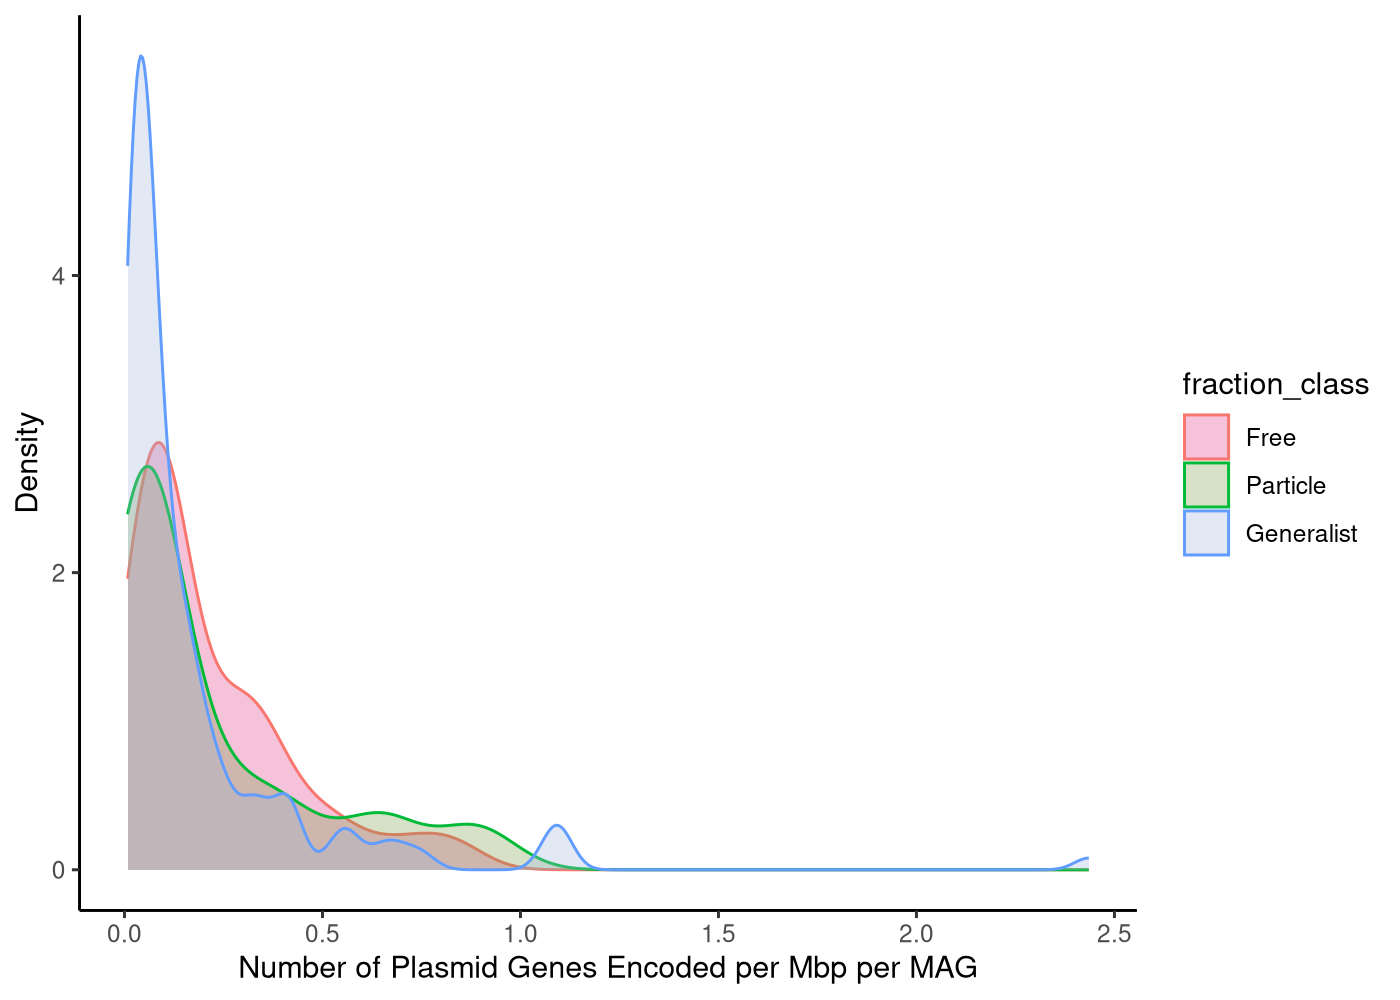 Density
4
2
0
0.0 0.5 1.0 1.5 2.0 2.5
Number of Plasmid Genes Encoded per Mbp per MAG
fraction_class
Free
Particle
Generalist